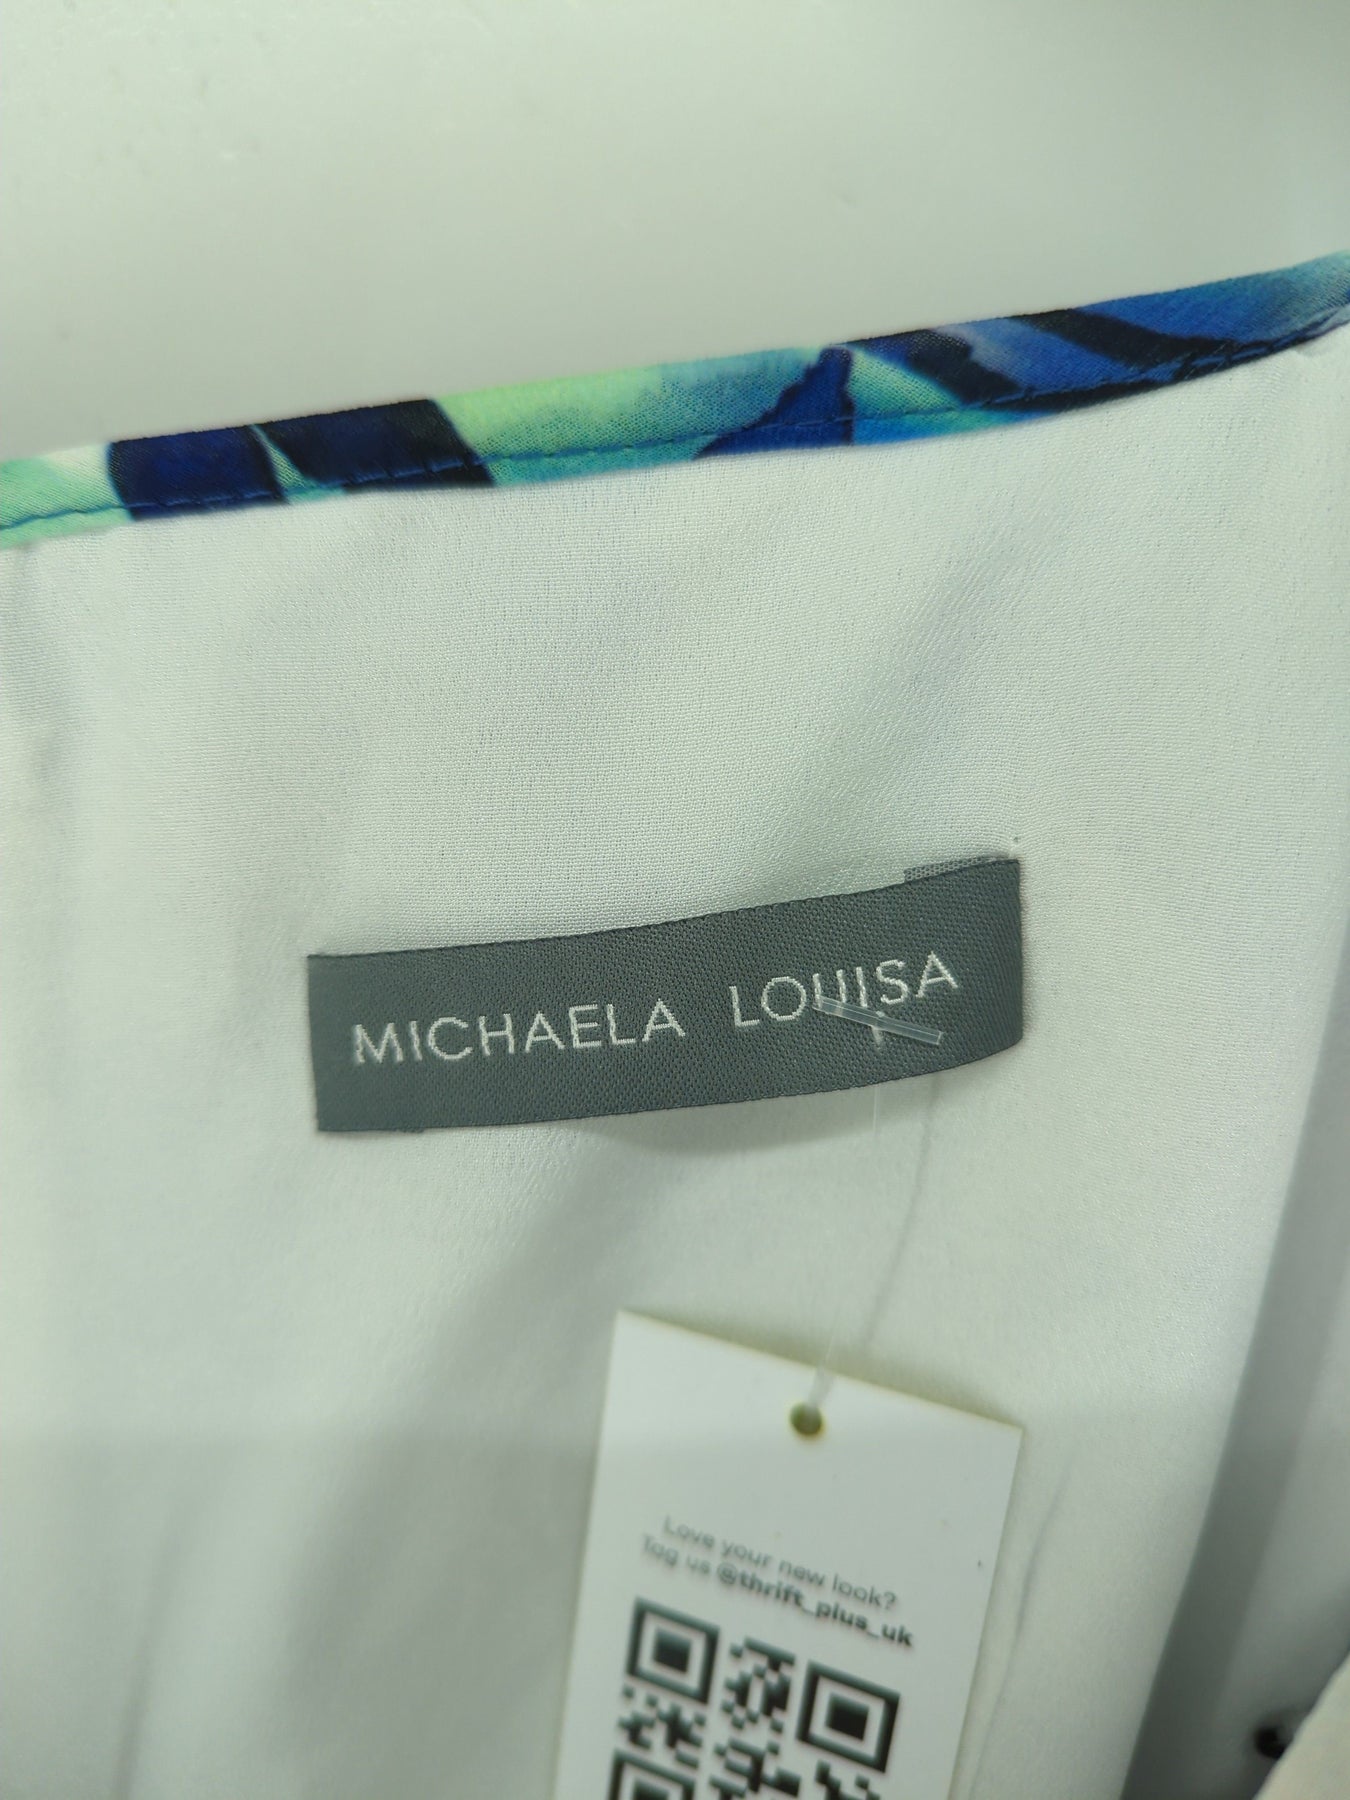 MICHAELA LOUISA
Love your new look?
Tag us @thrift_plus_uk